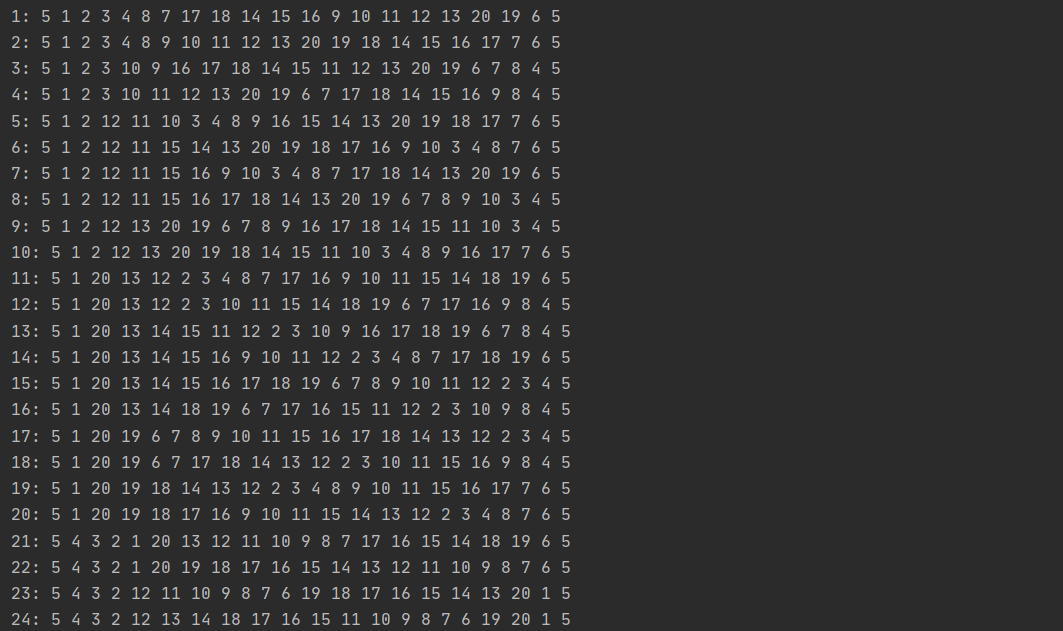 1: 5 1 2 3 4 8 7 17 18 14 15 16 9 10 11 12 13 20 19 6 5
2: 5 1 2 3 4 8 9 10 11 12 13 20 19 18 14 15 16 17 7 6 5
3: 5 1 2 3 10 9 16 17 18 14 15 11 12 13 20 19 6 7 8 4 5
4: 5 1 2 3 10 11 12 13 20 19 6 7 17 18 14 15 16 9 8 4 5
5: 5 1 2 12 11 10 3 4 8 9 16 15 14 13 20 19 18 17 7 6 5
6: 5 1 2 12 11 15 14 13 20 19 18 17 16 9 10 3 4 8 7 6 5
7: 5 1 2 12 11 15 16 9 10 3 4 8 7 17 18 14 13 20 19 6 5
8: 5 1 2 12 11 15 16 17 18 14 13 20 19 6 7 8 9 10 3 4 5
9: 5 1 2 12 13 20 19 6 7 8 9 16 17 18 14 15 11 10 3 4 5
10: 5 1 2 12 13 20 19 18 14 15 11 10 3 4 8 9 16 17 7 6 5
11: 5 1 20 13 12 2 3 4 8 7 17 16 9 10 11 15 14 18 19 6 5
12: 5 1 20 13 12 2 3 10 11 15 14 18 19 6 7 17 16 9 8 4 5
13: 5 1 20 13 14 15 11 12 2 3 10 9 16 17 18 19 6 7 8 4 5
14: 5 1 20 13 14 15 16 9 10 11 12 2 3 4 8 7 17 18 19 6 5
15: 5 1 20 13 14 15 16 17 18 19 6 7 8 9 10 11 12 2 3 4 5
16: 5 1 20 13 14 18 19 6 7 17 16 15 11 12 2 3 10 9 8 4 5
17: 5 1 20 19 6 7 8 9 10 11 15 16 17 18 14 13 12 2 3 4 5
18: 5 1 20 19 6 7 17 18 14 13 12 2 3 10 11 15 16 9 8 4 5
19: 5 1 20 19 18 14 13 12 2 3 4 8 9 10 11 15 16 17 7 6 5
20: 5 1 20 19 18 17 16 9 10 11 15 14 13 12 2 3 4 8 7 6 5
21: 5 4 3 2 1 20 13 12 11 10 9 8 7 17 16 15 14 18 19 6 5
22: 5 4 3 2 1 20 19 18 17 16 15 14 13 12 11 10 9 8 7 6 5
23: 5 4 3 2 12 11 10 9 8 7 6 19 18 17 16 15 14 13 20 1 5
24: 5 4 3 2 12 13 14 18 17 16 15 11 10 9 8 7 6 19 20 1 5